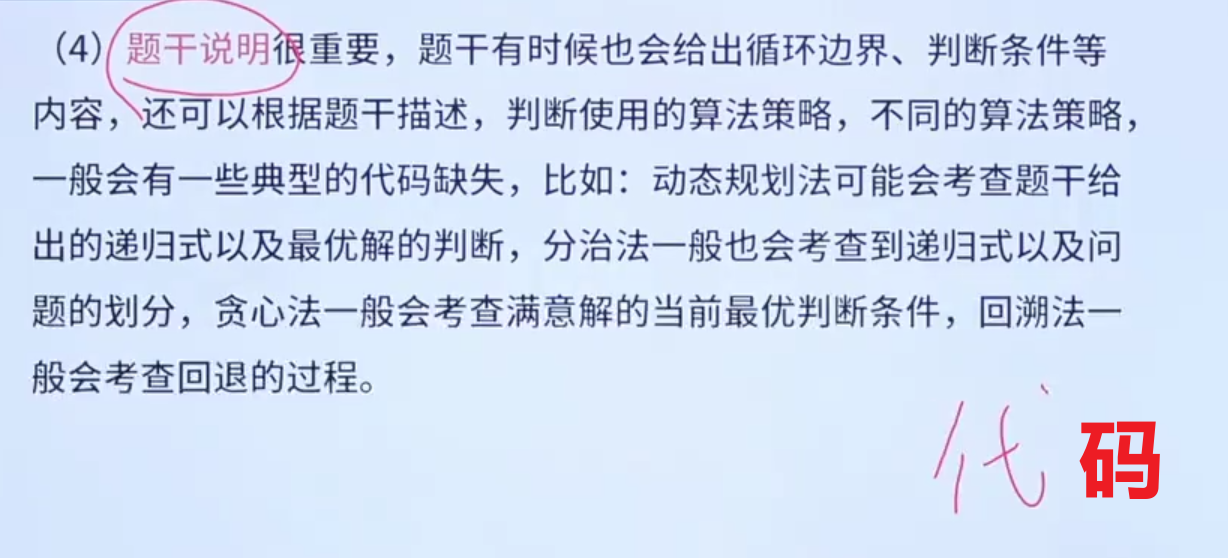 （4）题干说明很重要，题干有时候也会给出循环边界、判断条件等
内容，还可以根据题干描述，判断使用的算法策略，不同的算法策略，
一般会有一些典型的代码缺失，比如：动态规划法可能会考查题干给
出的递归式以及最优解的判断，分治法一般也会考查到递归式以及问
题的划分，贪心法一般会考查满意解的当前最优判断条件，回溯法一
般会考查回退的过程。
代码